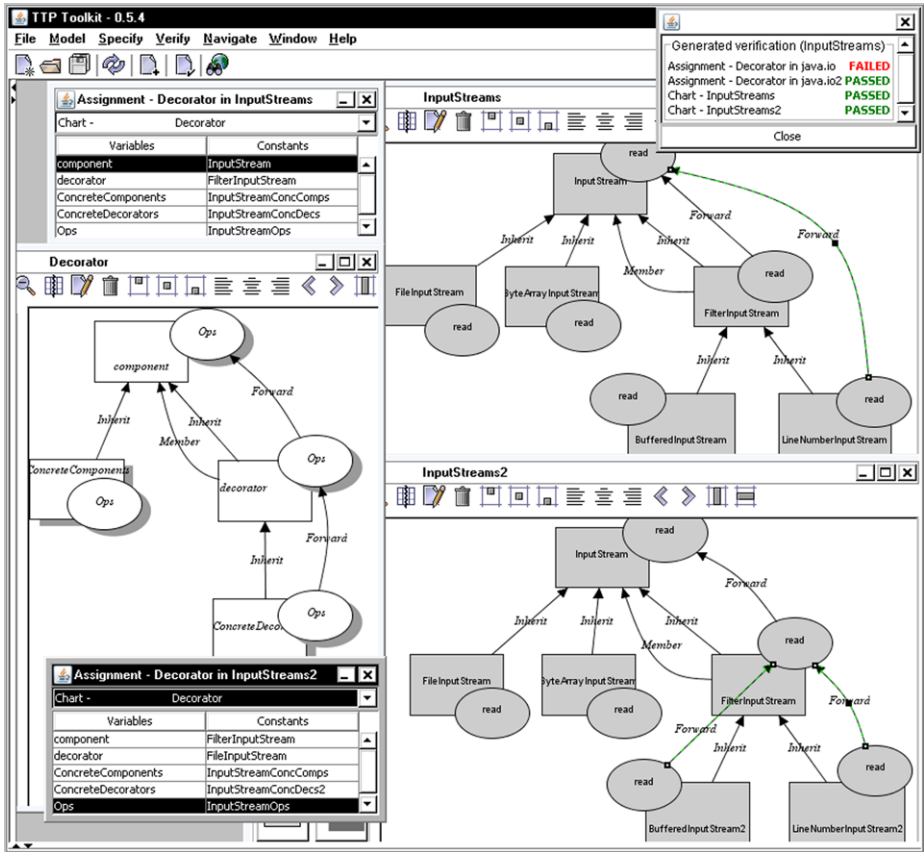 TTP Toolkit - 0.5.4
File Model Specify Verify Navigate Window Help
Generated verification (InputStreams)
Assignment - Decorator in java.io FAILED
Assignment - Decorator in java.io2 PASSED
Chart - InputStreams PASSED
Chart - InputStreams2 PASSED
Close
Assignment - Decorator in InputStreams
Chart - Decorator
Variables Constants
component InputStream
decorator FilterInputStream
ConcreteComponents InputStreamConcComps
ConcreteDecorators InputStreamConcDecs
Ops InputStreamOps
InputStreams
read
InputStream
Forward
Forward
Inherit
Inherit
Inherit
Member
read
FileInputStream
ByteArrayInputStream
FilterInputStream
read
read
Inherit
Inherit
read
read
BufferedInputStream
LineNumberInputStream
Decorator
Ops
component
Forward
Inherit
Inherit
Member
Ops
ConcreteComponents
decorator
Ops
Forward
Inherit
Ops
ConcreteDeco
InputStreams2
read
InputStream
Forward
Inherit
Inherit
Inherit
Member
read
FileInputStream
ByteArrayInputStream
FilterInputStream
read
read
Forward
Forward
Inherit
Inherit
read
read
BufferedInputStream2
LineNumberInputStream2
Assignment - Decorator in InputStreams2
Chart - Decorator
Variables Constants
component FilterInputStream
decorator FileInputStream
ConcreteComponents InputStreamConcComps
ConcreteDecorators InputStreamConcDecs2
Ops InputStreamOps